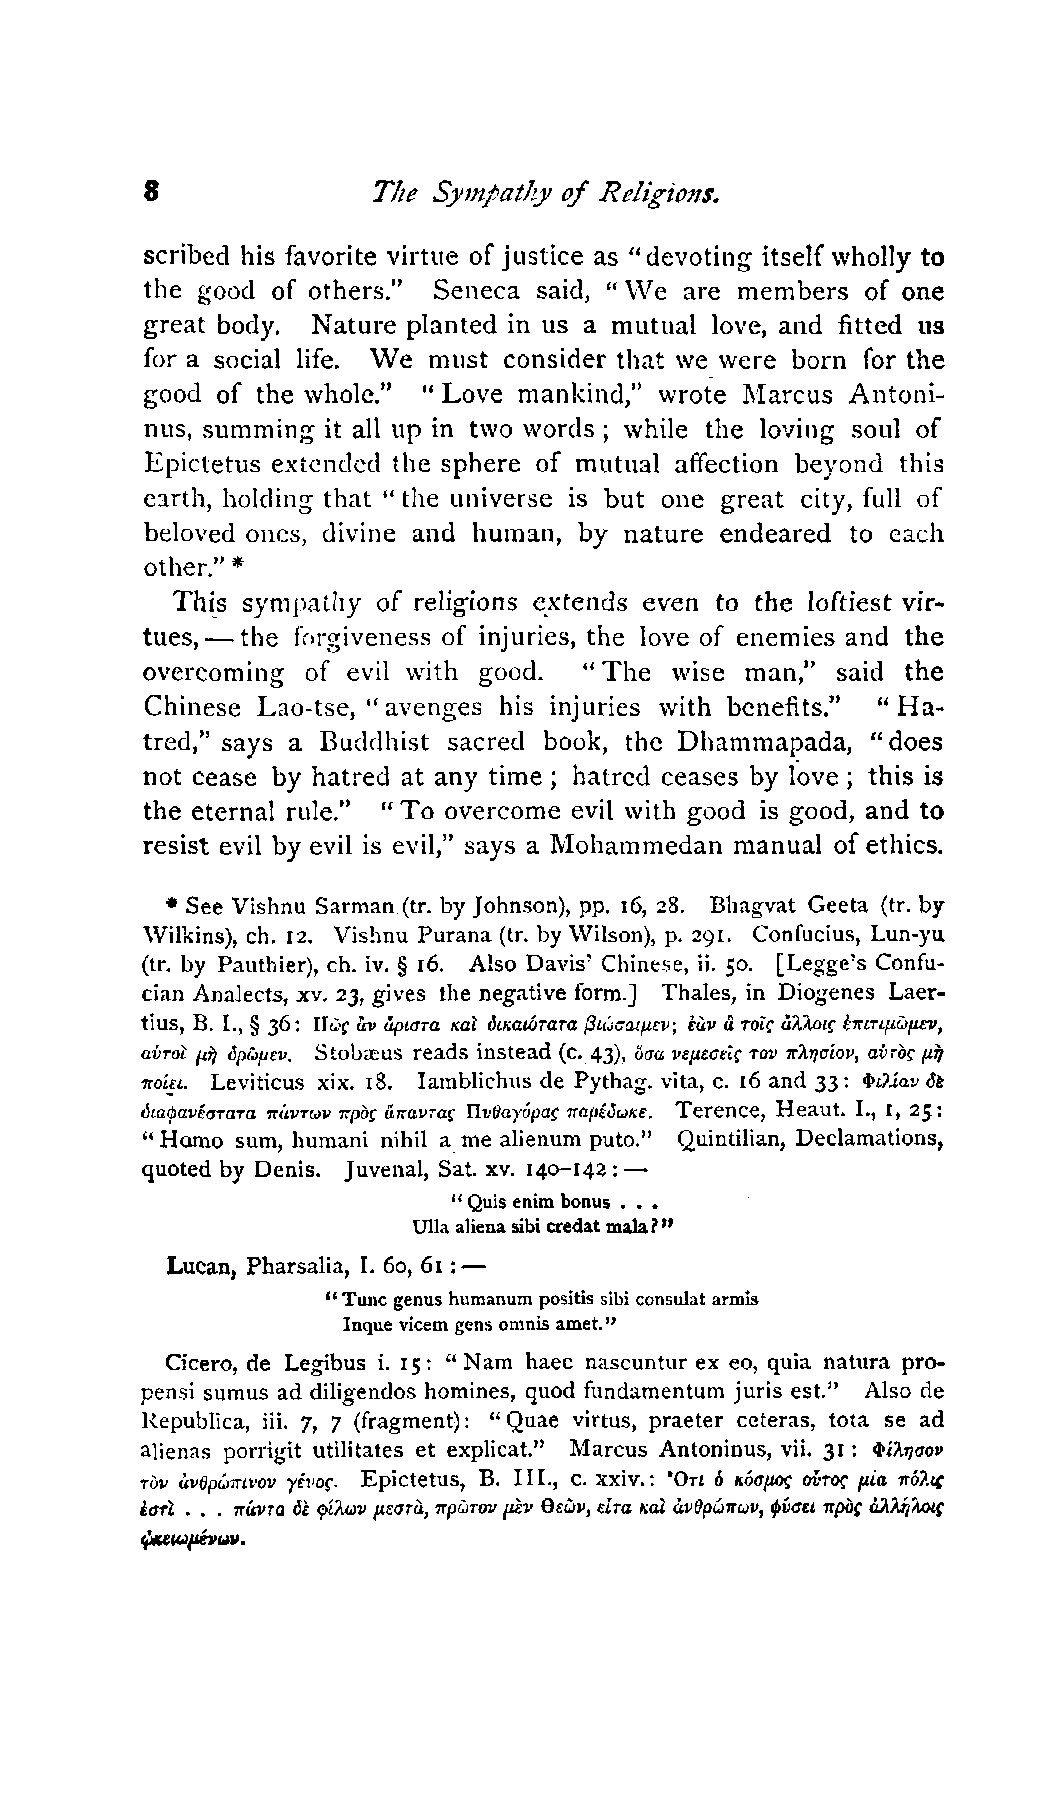 8 The Sympathy of Religions.
scribed his favorite virtue of justice as "devoting itself wholly to
the good of others." Seneca said, "We are members of one
great body. Nature planted in us a mutual love, and fitted us
for a social life. We must consider that we were born for the
good of the whole." "Love mankind," wrote Marcus Antoni-
nus, summing it all up in two words; while the loving soul of
Epictetus extended the sphere of mutual affection beyond this
earth, holding that "the universe is but one great city, full of
beloved ones, divine and human, by nature endeared to each
other." *
This sympathy of religions extends even to the loftiest vir-
tues,—the forgiveness of injuries, the love of enemies and the
overcoming of evil with good. "The wise man," said the
Chinese Lao-tse, "avenges his injuries with benefits." "Ha-
tred," says a Buddhist sacred book, the Dhammapada, "does
not cease by hatred at any time; hatred ceases by love; this is
the eternal rule." "To overcome evil with good is good, and to
resist evil by evil is evil," says a Mohammedan manual of ethics.
* See Vishnu Sarman (tr. by Johnson), pp. 16, 28. Bhagvat Geeta (tr. by
Wilkins), ch. 12. Vishnu Purana (tr. by Wilson), p. 291. Confucius, Lun-yu
(tr. by Pauthier), ch. iv. § 16. Also Davis' Chinese, ii. 50. [Legge's Confu-
cian Analects, xv. 23, gives the negative form.] Thales, in Diogenes Laer-
tius, B. I., § 36: Πῶς ἂν ἄριστα καὶ δικαιότατα βιώσαιμεν; ἐὰν ἃ τοῖς ἄλλοις ἐπιτιμῶμεν,
αὐτοὶ μὴ δρῶμεν. Stobæus reads instead (c. 43), ὅσα νεμεσεῖς τον πλησίον, αὐτὸς μὴ
ποίει. Leviticus xix. 18. Iamblichus de Pythag. vita, c. 16 and 33: Φιλίαν δὲ
διαφανέστατα πάντων πρὸς ἅπαντας Πυθαγόρας παρέδωκε. Terence, Heaut. I., 1, 25:
"Homo sum, humani nihil a me alienum puto." Quintilian, Declamations,
quoted by Denis. Juvenal, Sat. xv. 140-142:—
"Quis enim bonus . . .
Ulla aliena sibi credat mala?"
Lucan, Pharsalia, I. 60, 61:—
"Tunc genus humanum positis sibi consulat armis
Inque vicem gens omnis amet."
Cicero, de Legibus i. 15: "Nam haec nascuntur ex eo, quia natura pro-
pensi sumus ad diligendos homines, quod fundamentum juris est." Also de
Republica, iii. 7, 7 (fragment): "Quae virtus, praeter ceteras, tota se ad
alienas porrigit utilitates et explicat." Marcus Antoninus, vii. 31: Φίλησον
τὸν ἀνθρώπινον γένος. Epictetus, B. III., c. xxiv.: Ὅτι ὁ κόσμος οὗτος μία πόλις
ἐστὶ . . . πάντα δὲ φίλων μεστὰ, πρῶτον μὲν Θεῶν, εἶτα καὶ ἀνθρώπων, φύσει πρὸς ἀλλήλοις
ᾠκειωμένων.